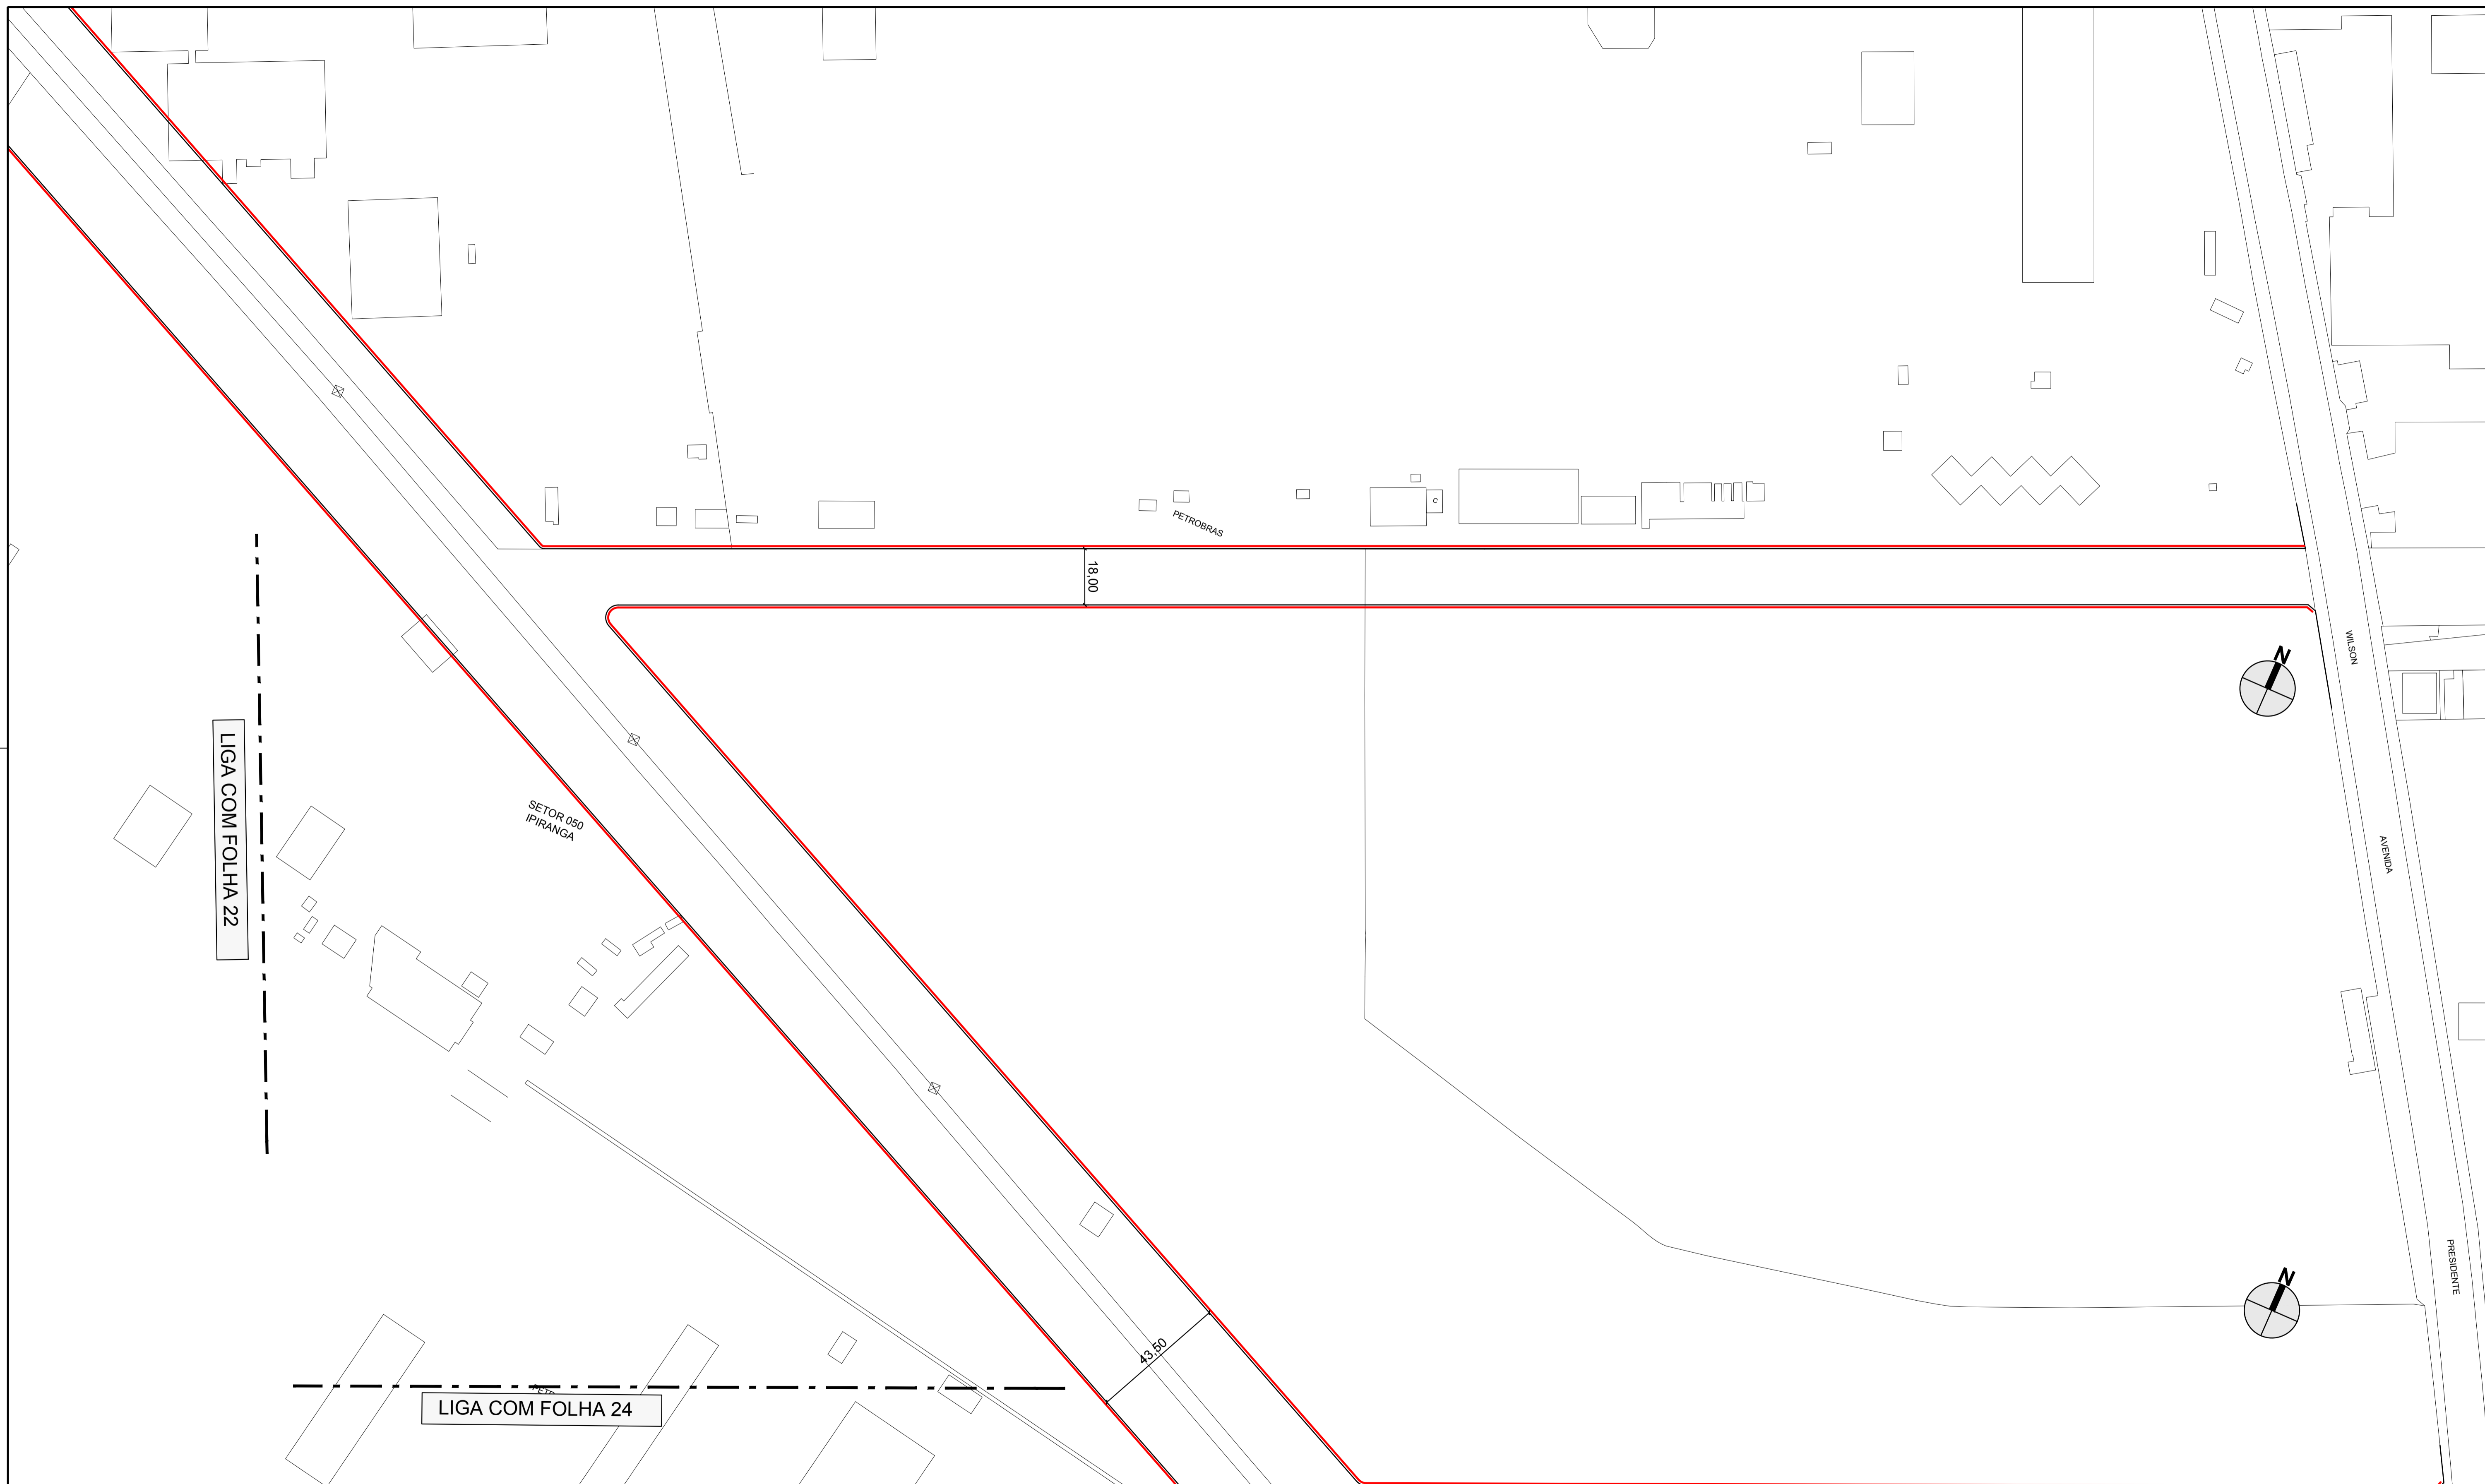 C
PETROBRAS
18,00
N
WILSON
LIGA COM FOLHA 22
SETOR 050
IPIRANGA
AVENIDA
PRESIDENTE
N
43,50
LIGA COM FOLHA 24